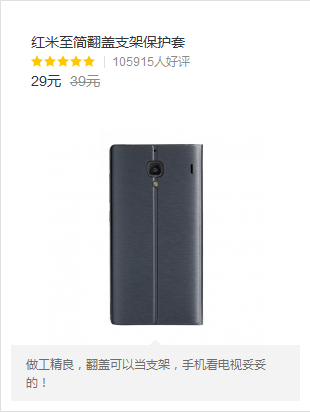 红米至简翻盖支架保护套
105915人好评
29元 39元
做工精良，翻盖可以当支架，手机看电视妥妥
的！